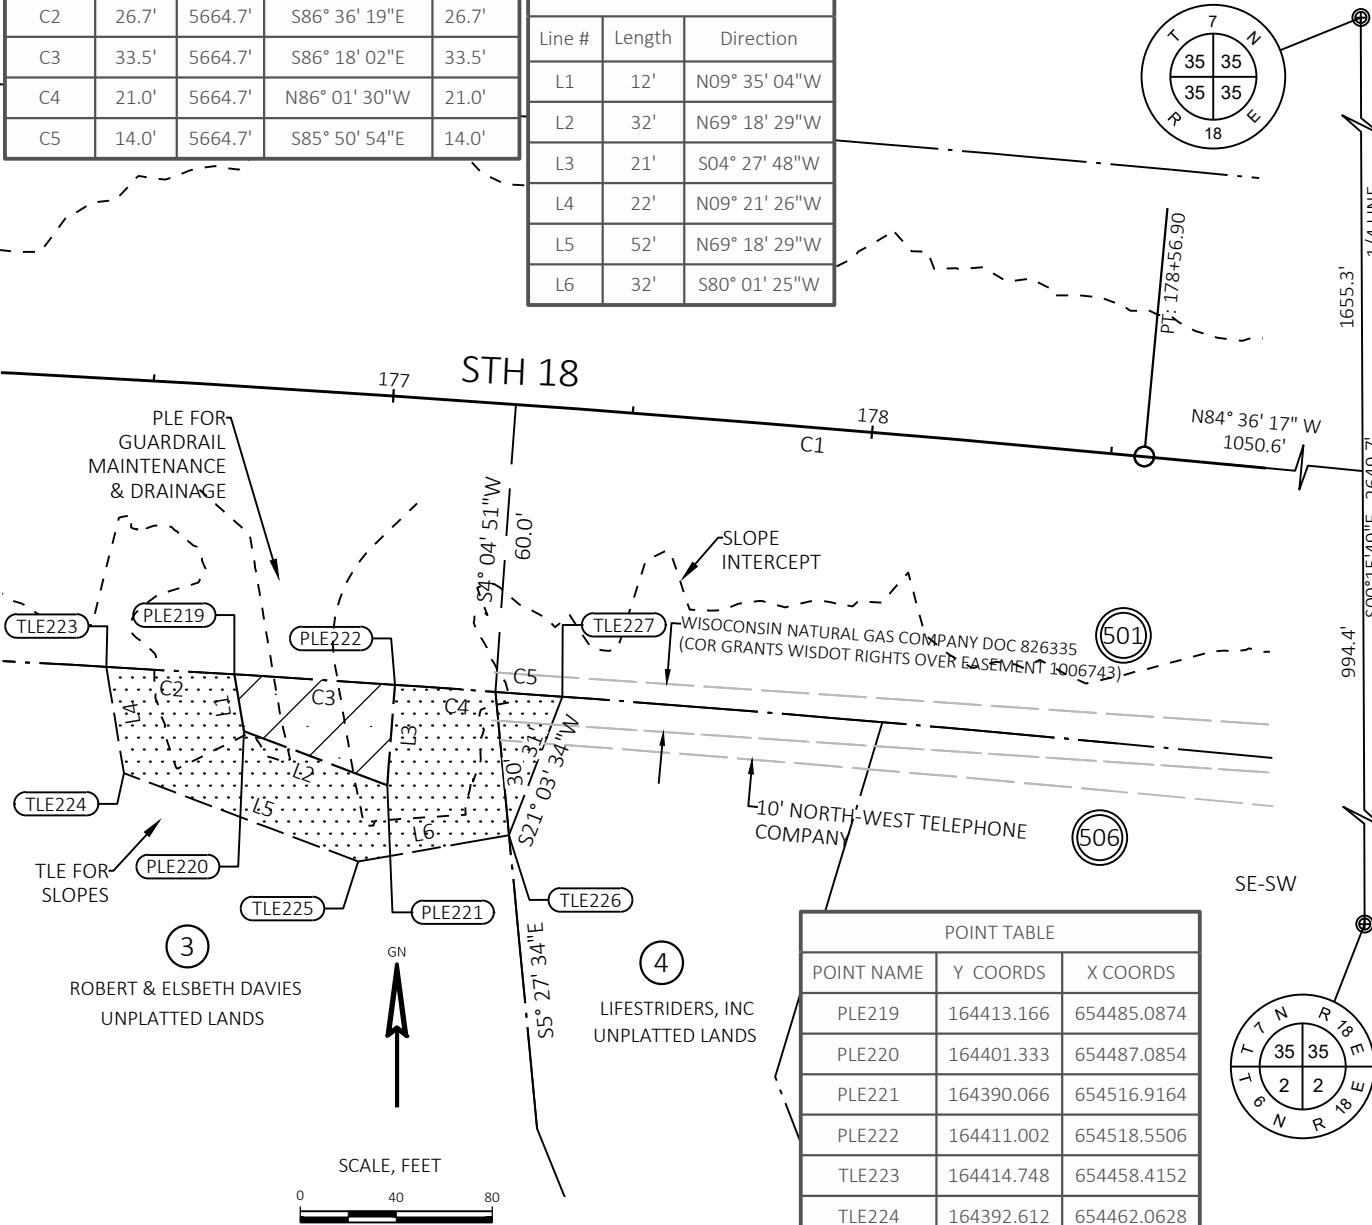 C2 26.7' 5664.7' S86° 36' 19"E 26.7'
C3 33.5' 5664.7' S86° 18' 02"E 33.5'
C4 21.0' 5664.7' N86° 01' 30"W 21.0'
C5 14.0' 5664.7' S85° 50' 54"E 14.0'
Line # Length Direction
L1 12' N09° 35' 04"W
L2 32' N69° 18' 29"W
L3 21' S04° 27' 48"W
L4 22' N09° 21' 26"W
L5 52' N69° 18' 29"W
L6 32' S80° 01' 25"W
T 7 N
35 35
35 35
R 18 E
1/4 LINE
1655.3'
PT: 178+56.90
STH 18
177
178
C1
N84° 36' 17" W
1050.6'
S00°15'49"E 2649.7'
994.4'
PLE FOR
GUARDRAIL
MAINTENANCE
& DRAINAGE
S4° 04' 51"W
60.0'
SLOPE
INTERCEPT
TLE223
PLE219
PLE222
TLE227
WISOCONSIN NATURAL GAS COMPANY DOC 826335
(COR GRANTS WISDOT RIGHTS OVER EASEMENT 1006743)
501
C2
C3
C4
C5
L4
L1
L2
L3
L5
L6
30'
31'
S21° 03' 34"W
TLE224
PLE220
TLE225
PLE221
TLE226
TLE FOR
SLOPES
10' NORTH-WEST TELEPHONE
COMPANY
506
SE-SW
3
ROBERT & ELSBETH DAVIES
UNPLATTED LANDS
GN
S5° 27' 34"E
4
LIFESTRIDERS, INC
UNPLATTED LANDS
SCALE, FEET
0 40 80
POINT TABLE
POINT NAME Y COORDS X COORDS
PLE219 164413.166 654485.0874
PLE220 164401.333 654487.0854
PLE221 164390.066 654516.9164
PLE222 164411.002 654518.5506
TLE223 164414.748 654458.4152
TLE224 164392.612 654462.0628
T 7 N R 18 E
35 35
2 2
T 6 N R 18 E